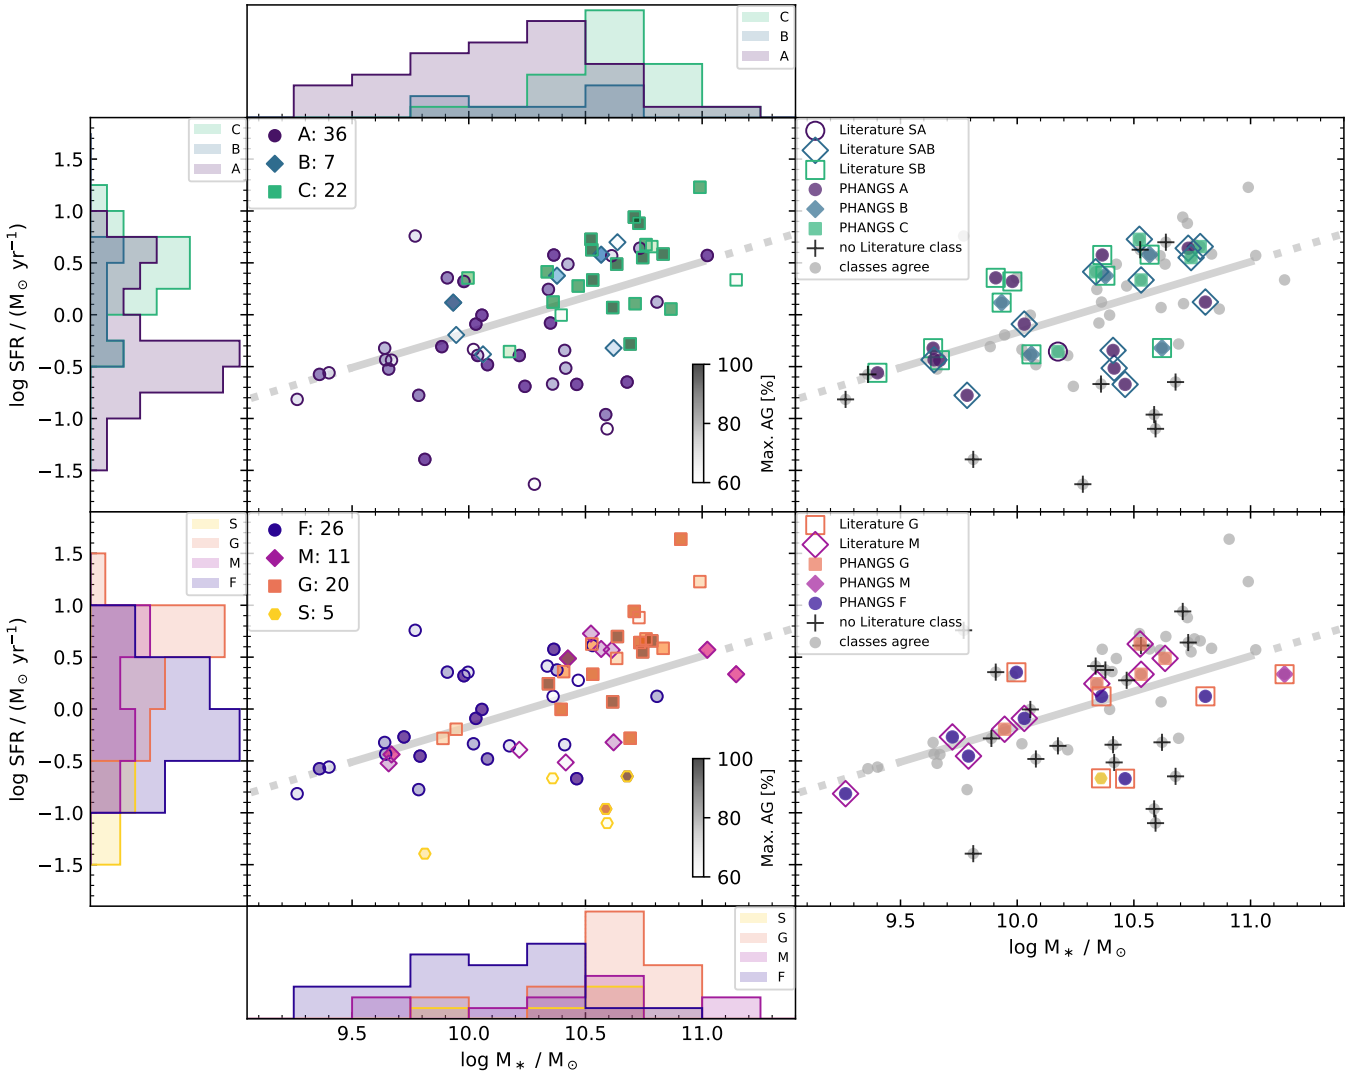 C
B
A
C
B
A
A: 36
B: 7
C: 22
Literature SA
Literature SAB
Literature SB
PHANGS A
PHANGS B
PHANGS C
no Literature class
classes agree
1.5
1.0
0.5
0.0
−0.5
−1.0
−1.5
log SFR / (M⊙ yr−1)
100
80
60
Max. AG [%]
S
G
M
F
F: 26
M: 11
G: 20
S: 5
Literature G
Literature M
PHANGS G
PHANGS M
PHANGS F
no Literature class
classes agree
1.5
1.0
0.5
0.0
−0.5
−1.0
−1.5
log SFR / (M⊙ yr−1)
100
80
60
Max. AG [%]
9.5 10.0 10.5 11.0
log M∗ / M⊙
S
G
M
F
9.5 10.0 10.5 11.0
log M∗ / M⊙